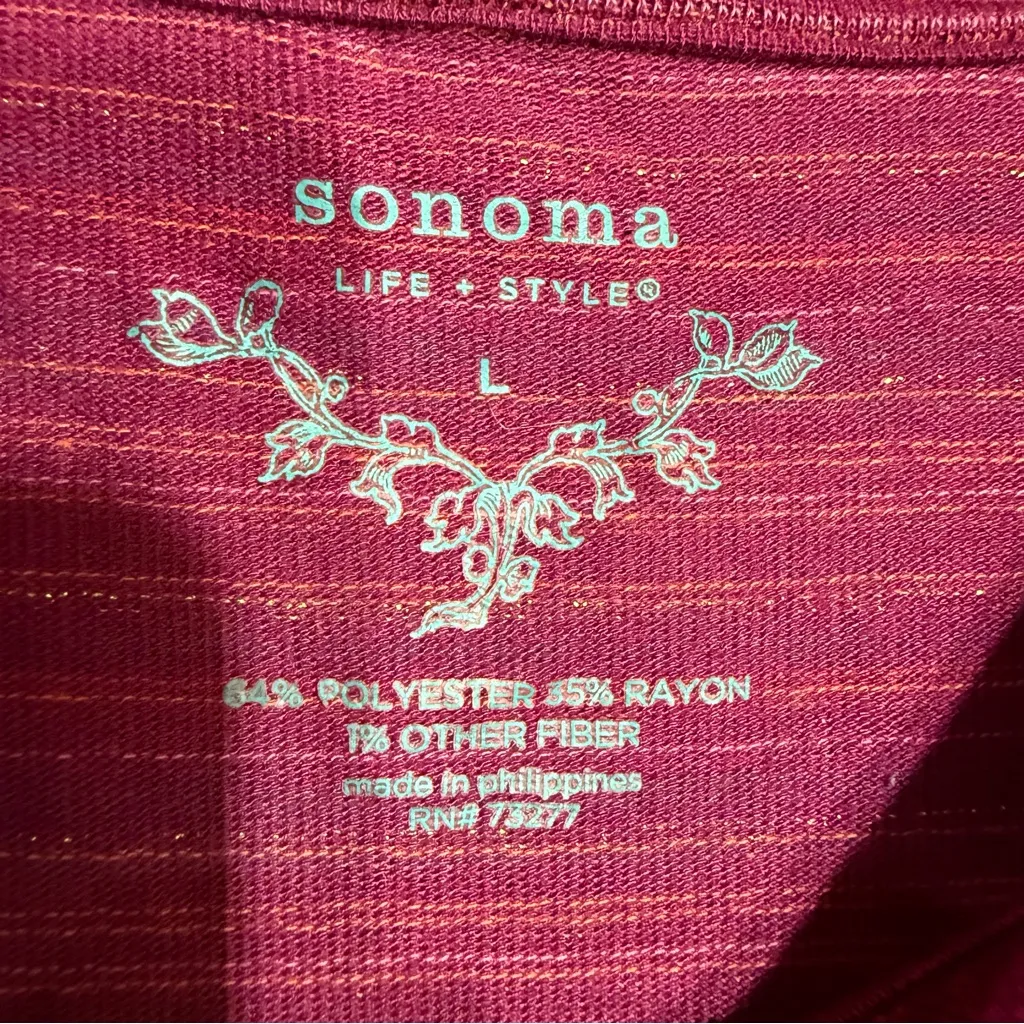 sonoma
LIFE + STYLE®
L
64% POLYESTER 35% RAYON
1% OTHER FIBER
made in philippines
RN# 73277